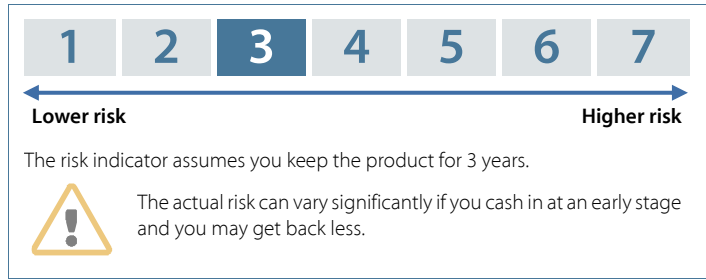 1 2 3 4 5 6 7
Lower risk Higher risk
The risk indicator assumes you keep the product for 3 years.
!
The actual risk can vary significantly if you cash in at an early stage
and you may get back less.